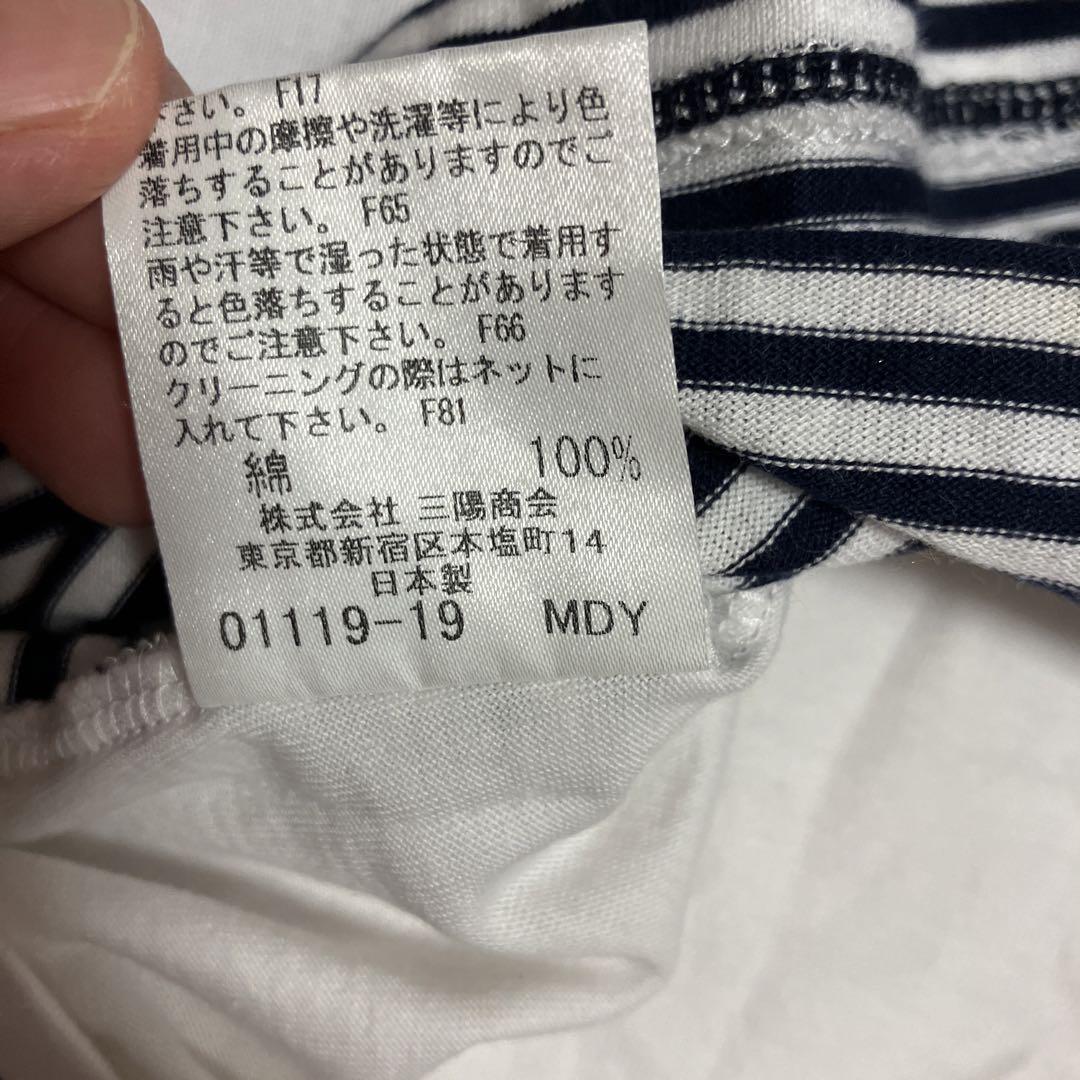 下さい。 F17
着用中の摩擦や洗濯等により色
落ちすることがありますのでご
注意下さい。 F65
雨や汗等で湿った状態で着用す
ると色落ちすることがあります
のでご注意下さい。 F66
クリーニングの際はネットに
入れて下さい。 F81
綿 100%
株式会社 三陽商会
東京都新宿区本塩町14
日本製
01119-19 MDY